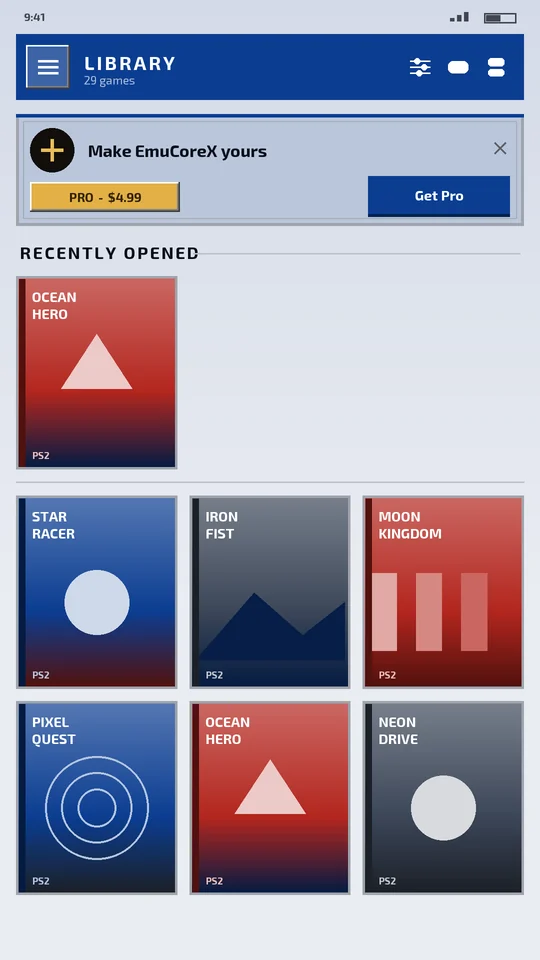 9:41
LIBRARY
29 games
Make EmuCoreX yours
PRO - $4.99
Get Pro
RECENTLY OPENED
OCEAN
HERO
PS2
STAR
RACER
PS2
IRON
FIST
PS2
MOON
KINGDOM
PS2
PIXEL
QUEST
PS2
OCEAN
HERO
PS2
NEON
DRIVE
PS2